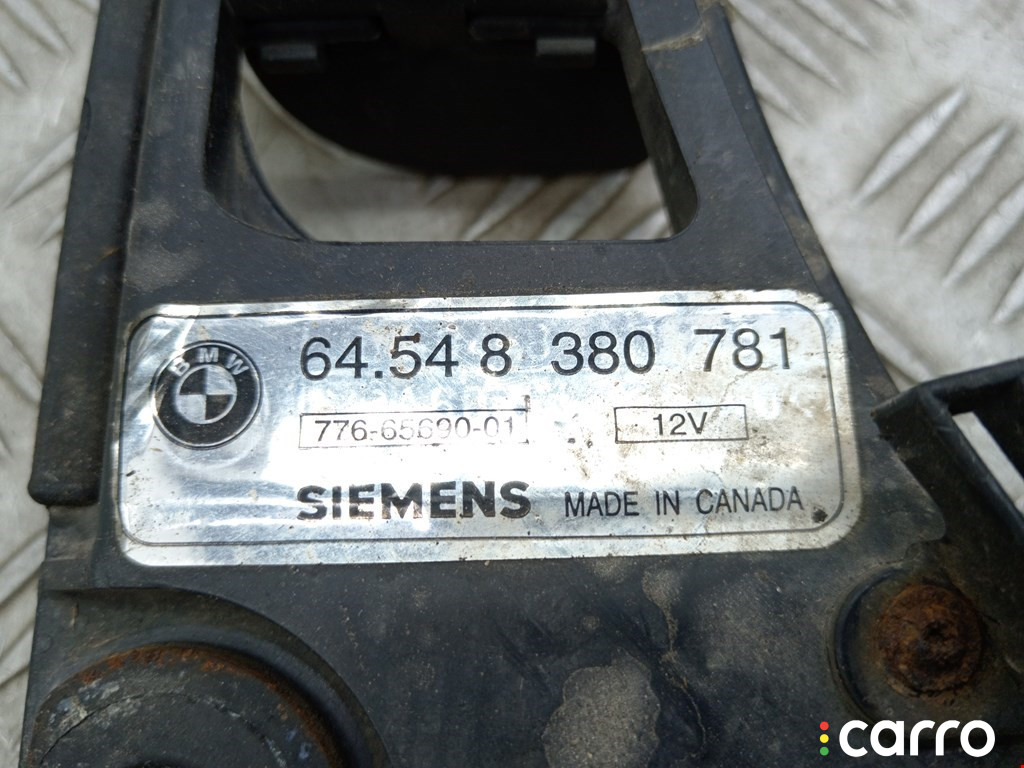 BMW
64.54 8 380 781
776-65690-01 12V
SIEMENS MADE IN CANADA
carro